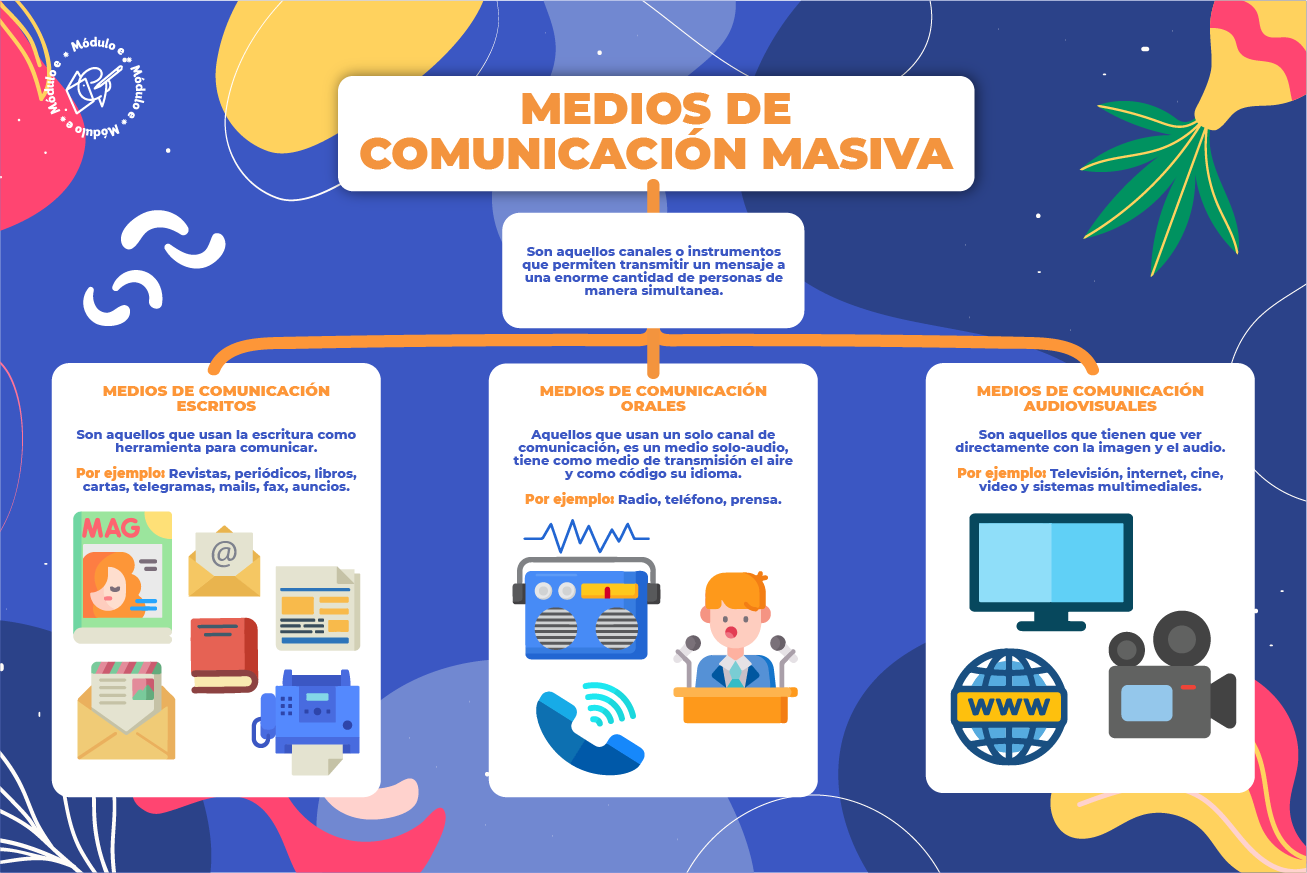 * Módulo e * Módulo e * Módulo e * Módulo e
MEDIOS DE
COMUNICACIÓN MASIVA
Son aquellos canales o instrumentos
que permiten transmitir un mensaje a
una enorme cantidad de personas de
manera simultanea.
MEDIOS DE COMUNICACIÓN
ESCRITOS
Son aquellos que usan la escritura como
herramienta para comunicar.
Por ejemplo: Revistas, periódicos, libros,
cartas, telegramas, mails, fax, auncios.
MAG
@
MEDIOS DE COMUNICACIÓN
ORALES
Aquellos que usan un solo canal de
comunicación, es un medio solo-audio,
tiene como medio de transmisión el aire
y como código su idioma.
Por ejemplo: Radio, teléfono, prensa.
MEDIOS DE COMUNICACIÓN
AUDIOVISUALES
Son aquellos que tienen que ver
directamente con la imagen y el audio.
Por ejemplo: Televisión, internet, cine,
video y sistemas multimediales.
WWW